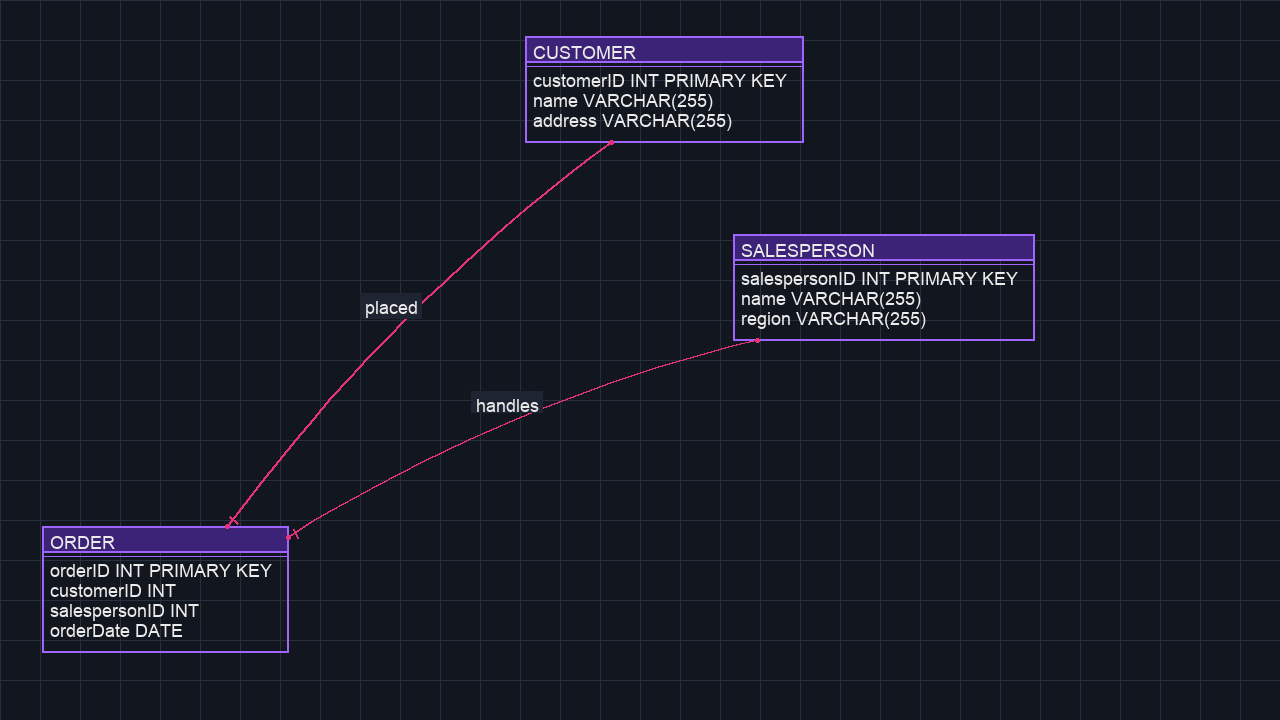 CUSTOMER
customerID INT PRIMARY KEY
name VARCHAR(255)
address VARCHAR(255)
SALESPERSON
salespersonID INT PRIMARY KEY
name VARCHAR(255)
region VARCHAR(255)
placed
handles
ORDER
orderID INT PRIMARY KEY
customerID INT
salespersonID INT
orderDate DATE